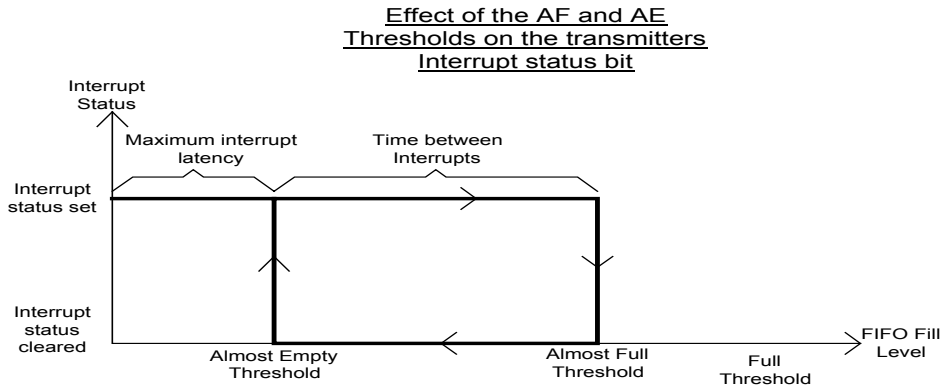 Effect of the AF and AE
Thresholds on the transmitters
Interrupt status bit
Interrupt
Status
Maximum interrupt
latency
Time between
Interrupts
Interrupt
status set
Interrupt
status
cleared
Almost Empty
Threshold
Almost Full
Threshold
Full
Threshold
FIFO Fill
Level